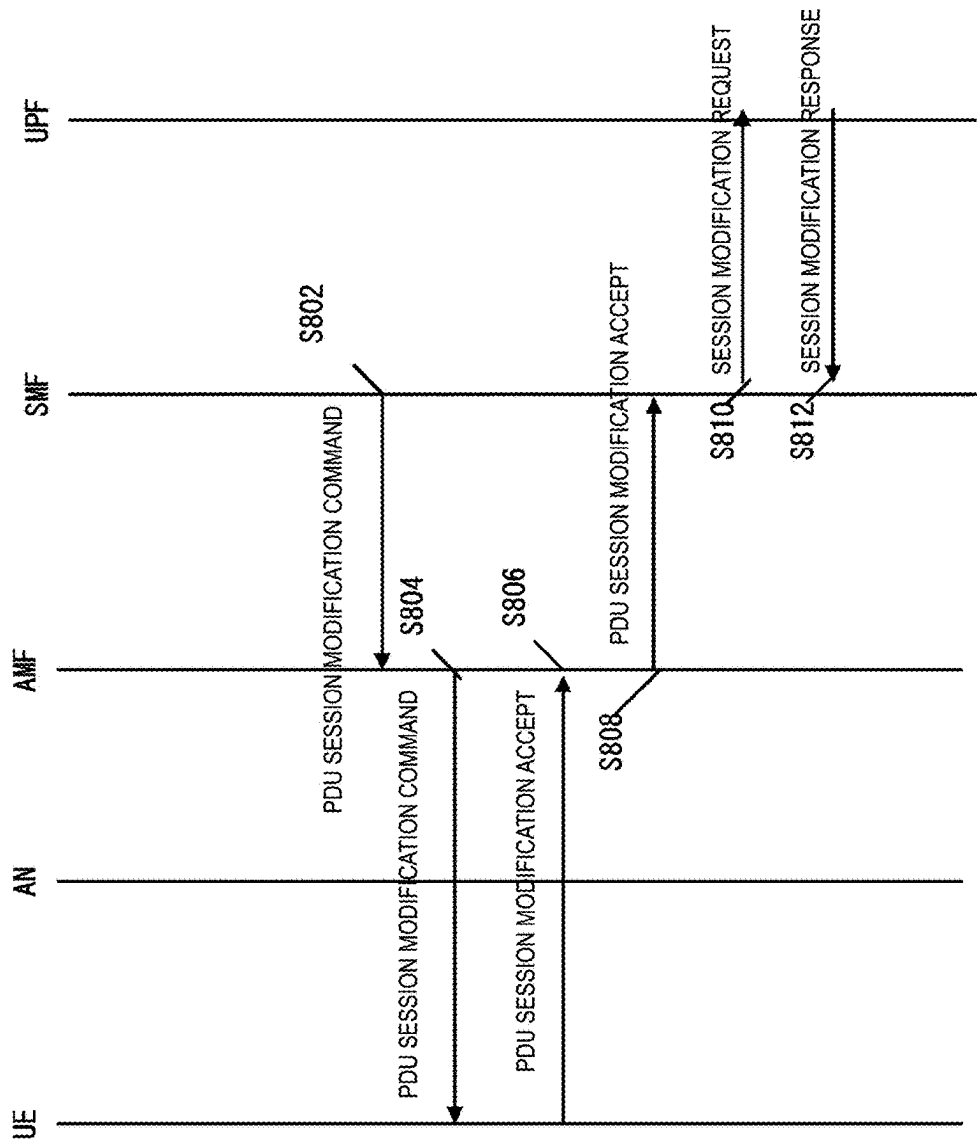 UE
AN
AMF
SMF
UPF
S802
PDU SESSION MODIFICATION COMMAND
S804
PDU SESSION MODIFICATION COMMAND
S806
PDU SESSION MODIFICATION ACCEPT
S808
PDU SESSION MODIFICATION ACCEPT
S810
SESSION MODIFICATION REQUEST
S812
SESSION MODIFICATION RESPONSE